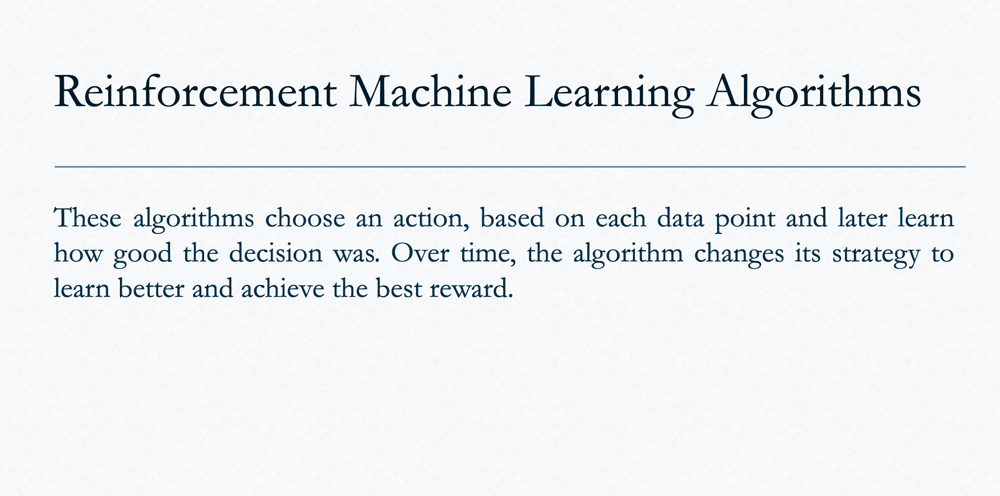 Reinforcement Machine Learning Algorithms
These algorithms choose an action, based on each data point and later learn
how good the decision was. Over time, the algorithm changes its strategy to
learn better and achieve the best reward.